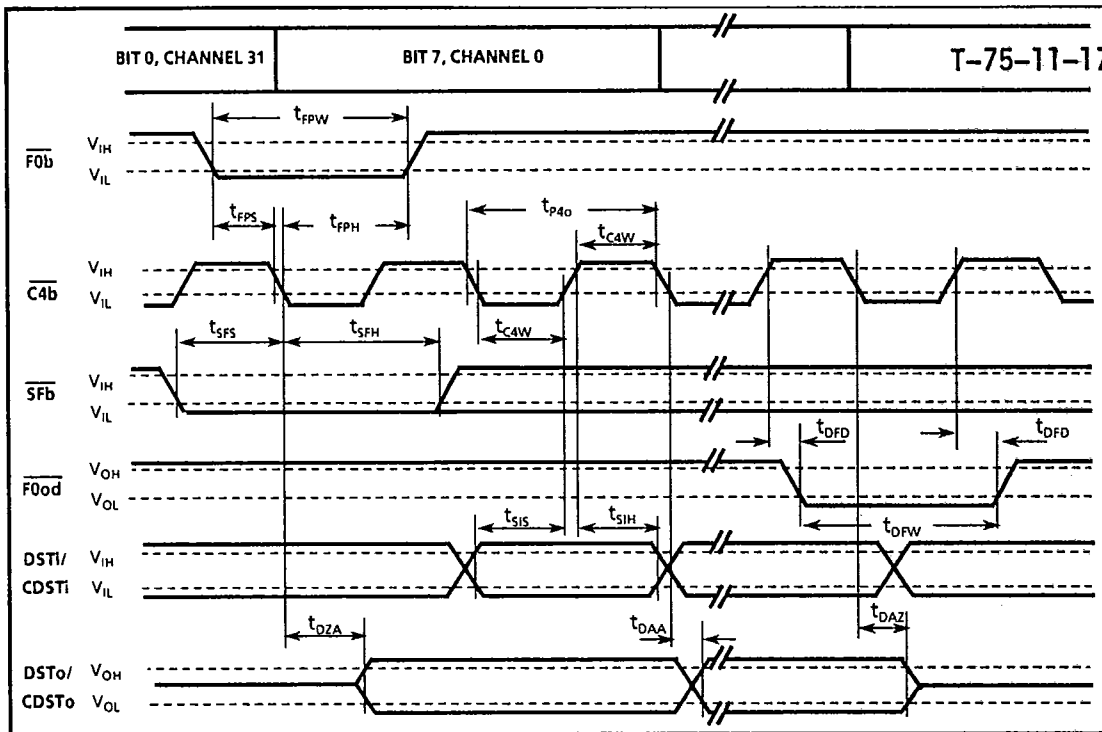 BIT 0, CHANNEL 31 BIT 7, CHANNEL 0 T-75-11-17
tFPW
F0b VIH
VIL
tFPS tFPH tP4o
tC4W
C4b VIH
VIL
tSFS tSFH tC4W
SFb VIH
VIL
tDFD tDFD
F0od VOH
VOL
tSIS tSIH tDFW
DSTi/ VIH
CDSTi VIL
tDZA tDAA tDAZ
DSTo/ VOH
CDSTo VOL